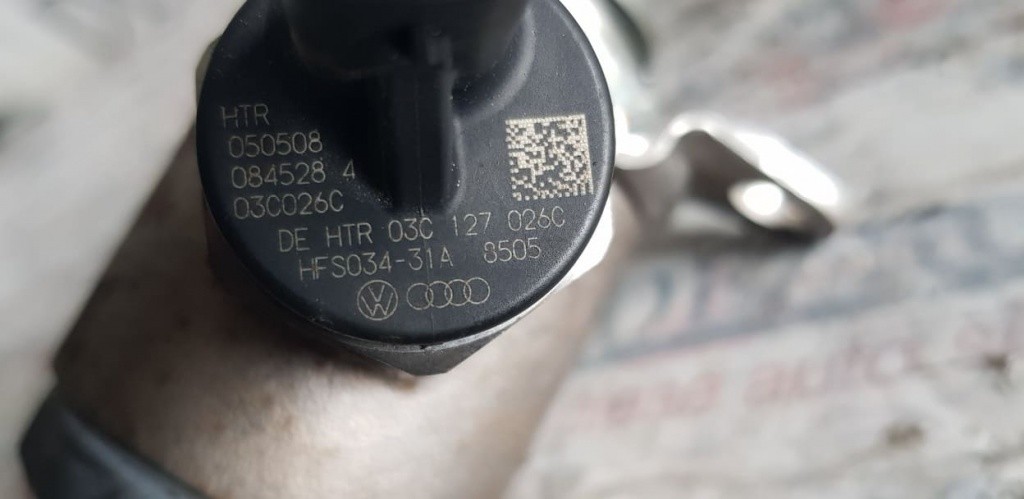 HTR
050508
084528 4
03C026C
DE HTR 03C 127 026C
HFS034-31A 8505